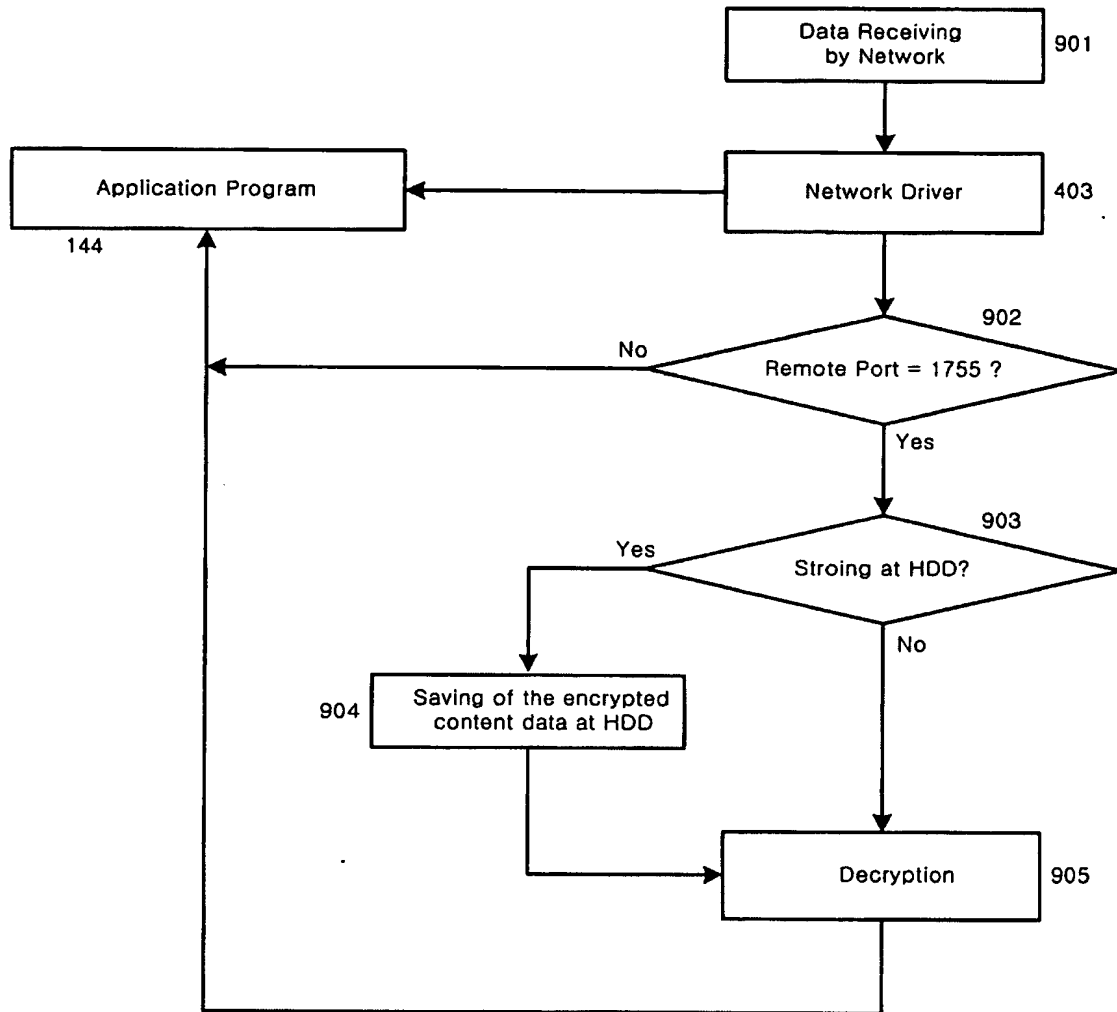 Data Receiving
by Network
901
Application Program
144
Network Driver
403
902
Remote Port = 1755 ?
No
Yes
903
Stroing at HDD?
Yes
No
904
Saving of the encrypted
content data at HDD
Decryption
905